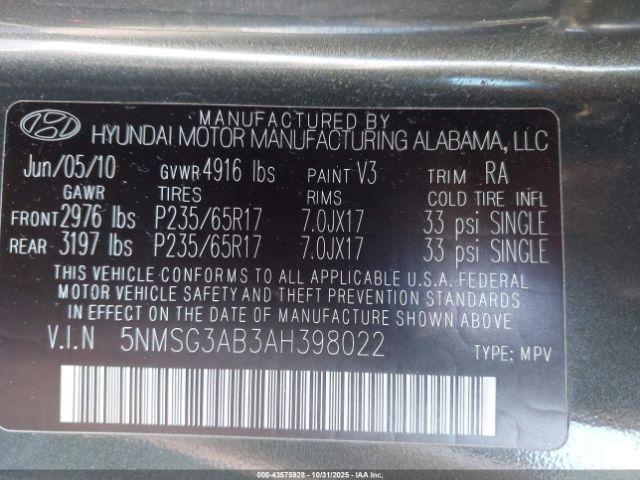 MANUFACTURED BY
HYUNDAI MOTOR MANUFACTURING ALABAMA, LLC
Jun/05/10 GVWR 4916 lbs PAINT V3 TRIM RA
GAWR TIRES RIMS COLD TIRE INFL
FRONT 2976 lbs P235/65R17 7.0JX17 33 psi SINGLE
REAR 3197 lbs P235/65R17 7.0JX17 33 psi SINGLE
THIS VEHICLE CONFORMS TO ALL APPLICABLE U.S.A. FEDERAL
MOTOR VEHICLE SAFETY AND THEFT PREVENTION STANDARDS
IN EFFECT ON THE DATE OF MANUFACTURE SHOWN ABOVE.
V.I.N 5NMSG3AB3AH398022 TYPE: MPV
000-43575928 - 10/31/2025 - COPYRIGHT IAA, LLC.